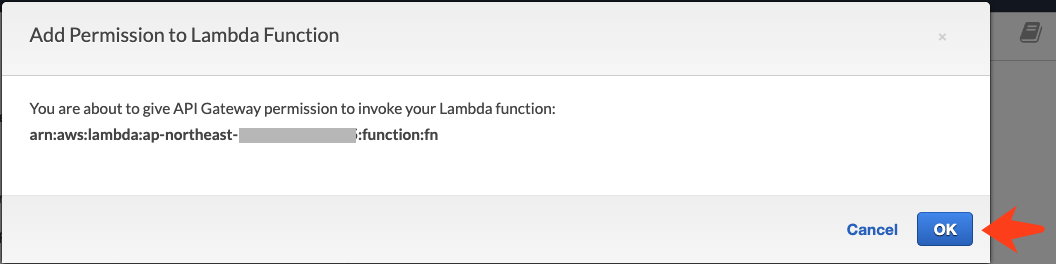 Add Permission to Lambda Function
×
You are about to give API Gateway permission to invoke your Lambda function:
arn:aws:lambda:ap-northeast- :function:fn
Cancel OK